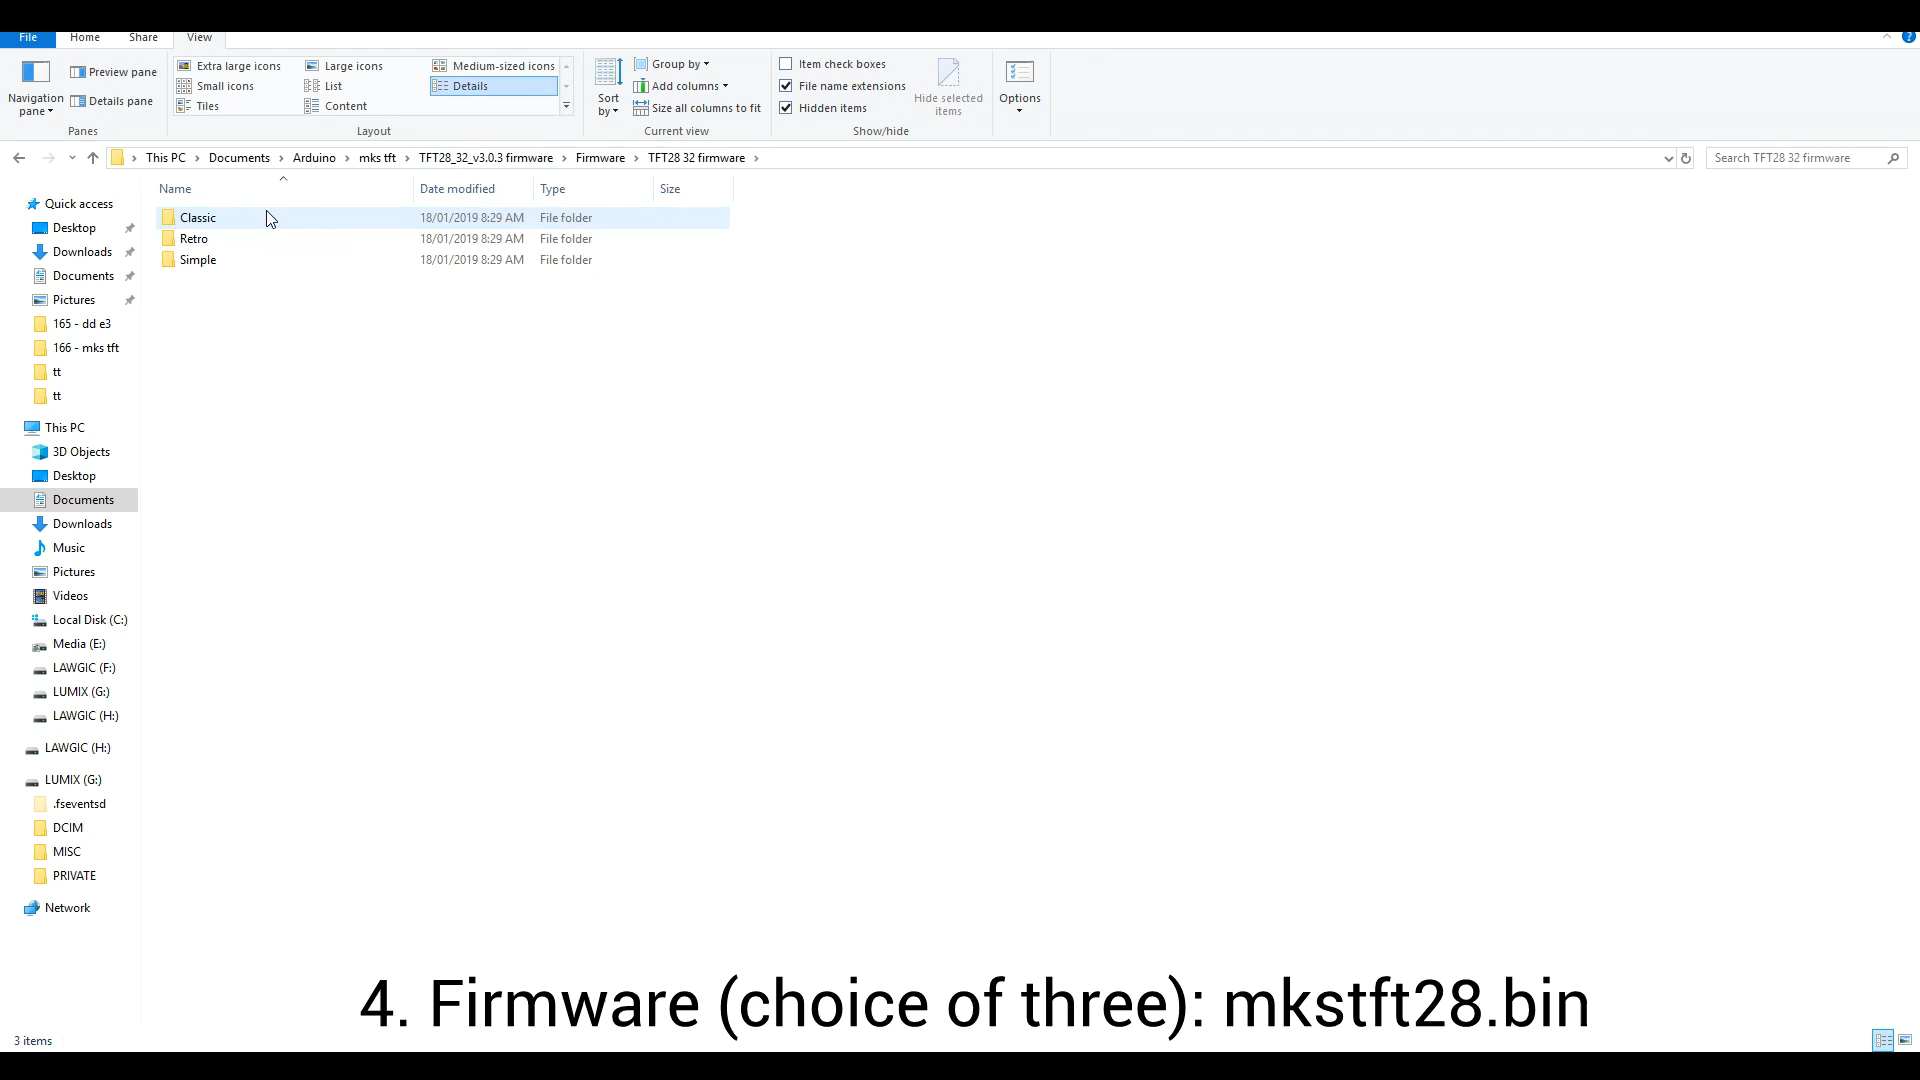 File Home Share View
Extra large icons Large icons Medium-sized icons
Small icons List Details
Tiles Content
Preview pane
Details pane
Navigation
pane
Panes
Layout
Sort
by
Group by
Add columns
Size all columns to fit
Current view
Item check boxes
File name extensions
Hidden items
Hide selected
items
Show/hide
Options
This PC Documents Arduino mks tft TFT28_32_v3.0.3 firmware Firmware TFT28 32 firmware
Search TFT28 32 firmware
Name Date modified Type Size
Classic 18/01/2019 8:29 AM File folder
Retro 18/01/2019 8:29 AM File folder
Simple 18/01/2019 8:29 AM File folder
Quick access
Desktop
Downloads
Documents
Pictures
165 - dd e3
166 - mks tft
tt
tt
This PC
3D Objects
Desktop
Documents
Downloads
Music
Pictures
Videos
Local Disk (C:)
Media (E:)
LAWGIC (F:)
LUMIX (G:)
LAWGIC (H:)
LAWGIC (H:)
LUMIX (G:)
.fseventsd
DCIM
MISC
PRIVATE
Network
4. Firmware (choice of three): mkstft28.bin
3 items